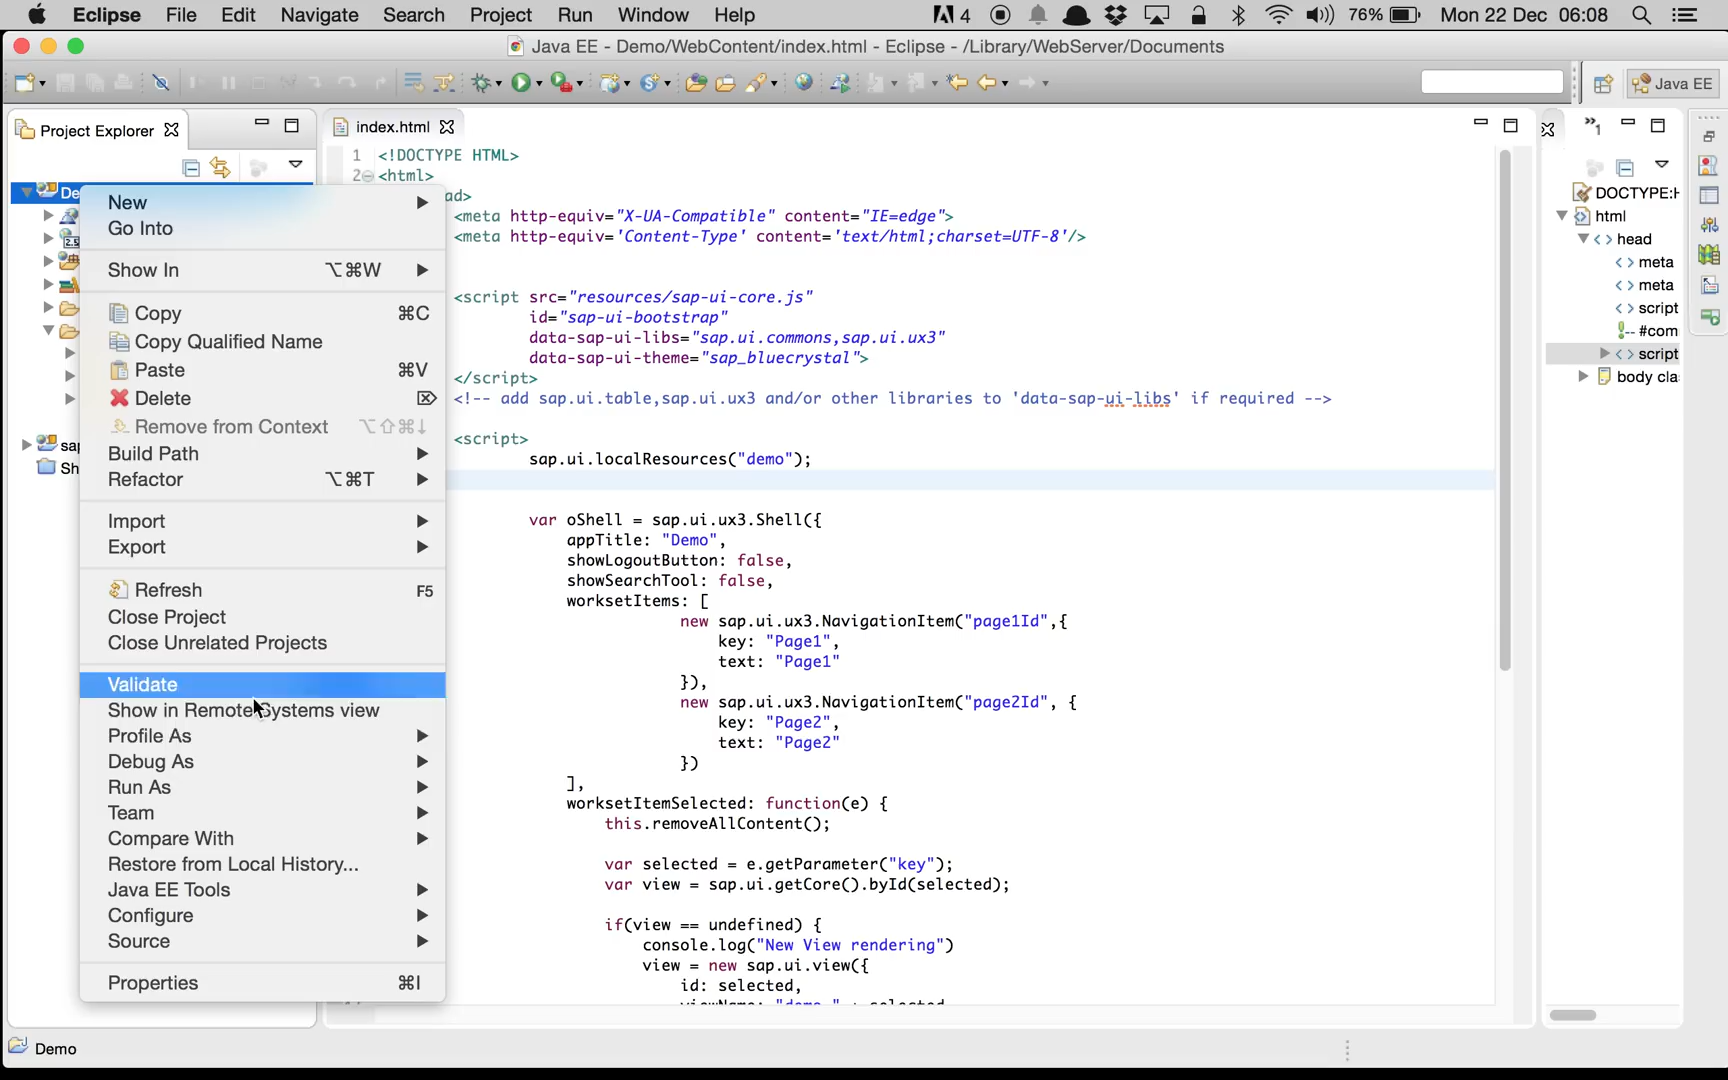 Eclipse File Edit Navigate Search Project Run Window Help 4 76% Mon 22 Dec 06:08
Java EE - Demo/WebContent/index.html - Eclipse - /Library/WebServer/Documents
Java EE
Project Explorer
index.html
De
sap
Sh
New
Go Into
Show In ⌥⌘W
Copy ⌘C
Copy Qualified Name
Paste ⌘V
Delete ⌦
Remove from Context ⌥⇧⌘↓
Build Path
Refactor ⌥⌘T
Import
Export
Refresh F5
Close Project
Close Unrelated Projects
Validate
Show in Remote Systems view
Profile As
Debug As
Run As
Team
Compare With
Restore from Local History...
Java EE Tools
Configure
Source
Properties ⌘I
1 <!DOCTYPE HTML>
2 <html>
ad>
<meta http-equiv="X-UA-Compatible" content="IE=edge">
<meta http-equiv='Content-Type' content='text/html;charset=UTF-8'/>
<script src="resources/sap-ui-core.js"
id="sap-ui-bootstrap"
data-sap-ui-libs="sap.ui.commons,sap.ui.ux3"
data-sap-ui-theme="sap_bluecrystal">
</script>
<!-- add sap.ui.table,sap.ui.ux3 and/or other libraries to 'data-sap-ui-libs' if required -->
<script>
sap.ui.localResources("demo");
var oShell = sap.ui.ux3.Shell({
appTitle: "Demo",
showLogoutButton: false,
showSearchTool: false,
worksetItems: [
new sap.ui.ux3.NavigationItem("page1Id",{
key: "Page1",
text: "Page1"
}),
new sap.ui.ux3.NavigationItem("page2Id", {
key: "Page2",
text: "Page2"
})
],
worksetItemSelected: function(e) {
this.removeAllContent();
var selected = e.getParameter("key");
var view = sap.ui.getCore().byId(selected);
if(view == undefined) {
console.log("New View rendering")
view = new sap.ui.view({
id: selected,
viewName: "demo." + selected
»1
DOCTYPE:H
html
head
meta
meta
script
#com
script
body cla
Demo